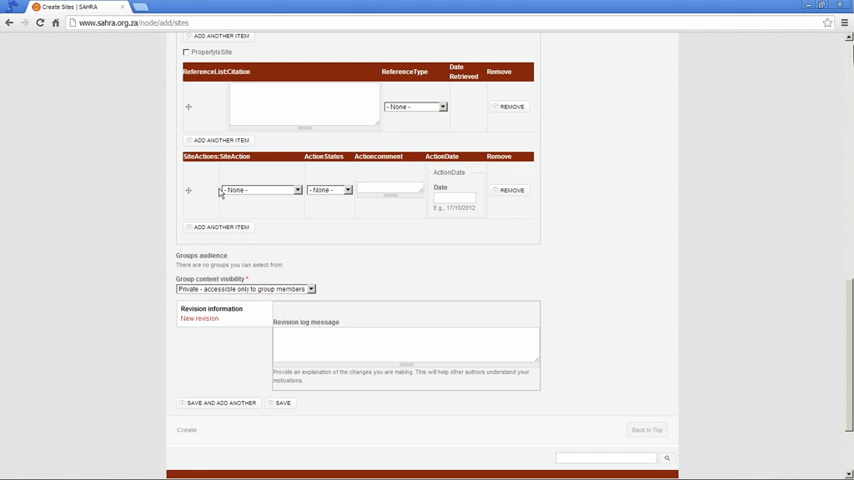 Create Sites | SAHRA
www.sahra.org.za/node/add/sites
ADD ANOTHER ITEM
PropertyIsSite
ReferenceList:Citation ReferenceType Date Retrieved Remove
- None - REMOVE
ADD ANOTHER ITEM
SiteActions:SiteAction ActionStatus Actioncomment ActionDate Remove
ActionDate
- None - - None - Date REMOVE
E.g., 17/10/2012
ADD ANOTHER ITEM
Groups audience
There are no groups you can select from.
Group content visibility *
Private - accessible only to group members
Revision information
New revision
Revision log message
Provide an explanation of the changes you are making. This will help other authors understand your
motivations.
SAVE AND ADD ANOTHER SAVE
Create Back to Top